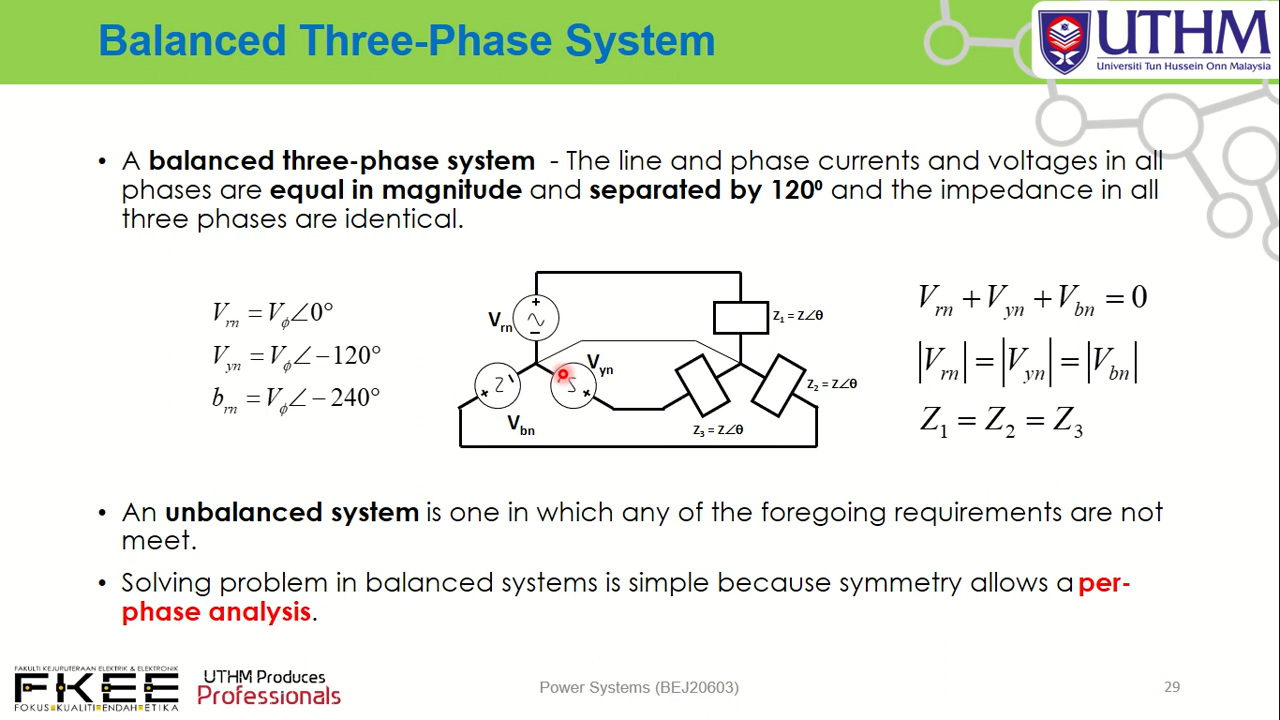 Balanced Three-Phase System
UTHM
Universiti Tun Hussein Onn Malaysia
• A balanced three-phase system - The line and phase currents and voltages in all
phases are equal in magnitude and separated by 120⁰ and the impedance in all
three phases are identical.
V_rn = V_ϕ∠0°
V_yn = V_ϕ∠−120°
b_rn = V_ϕ∠−240°
V_rn
+
−
V_yn
+
V_bn
+
Z₁ = Z∠θ
Z₂ = Z∠θ
Z₃ = Z∠θ
V_rn + V_yn + V_bn = 0
|V_rn| = |V_yn| = |V_bn|
Z₁ = Z₂ = Z₃
• An unbalanced system is one in which any of the foregoing requirements are not
meet.
• Solving problem in balanced systems is simple because symmetry allows a per-
phase analysis.
FAKULTI KEJURUTERAAN ELEKTRIK & ELEKTRONIK
FKEE
FOKUS KUALITI ENDAH ETIKA
UTHM Produces
Professionals
Power Systems (BEJ20603)
29